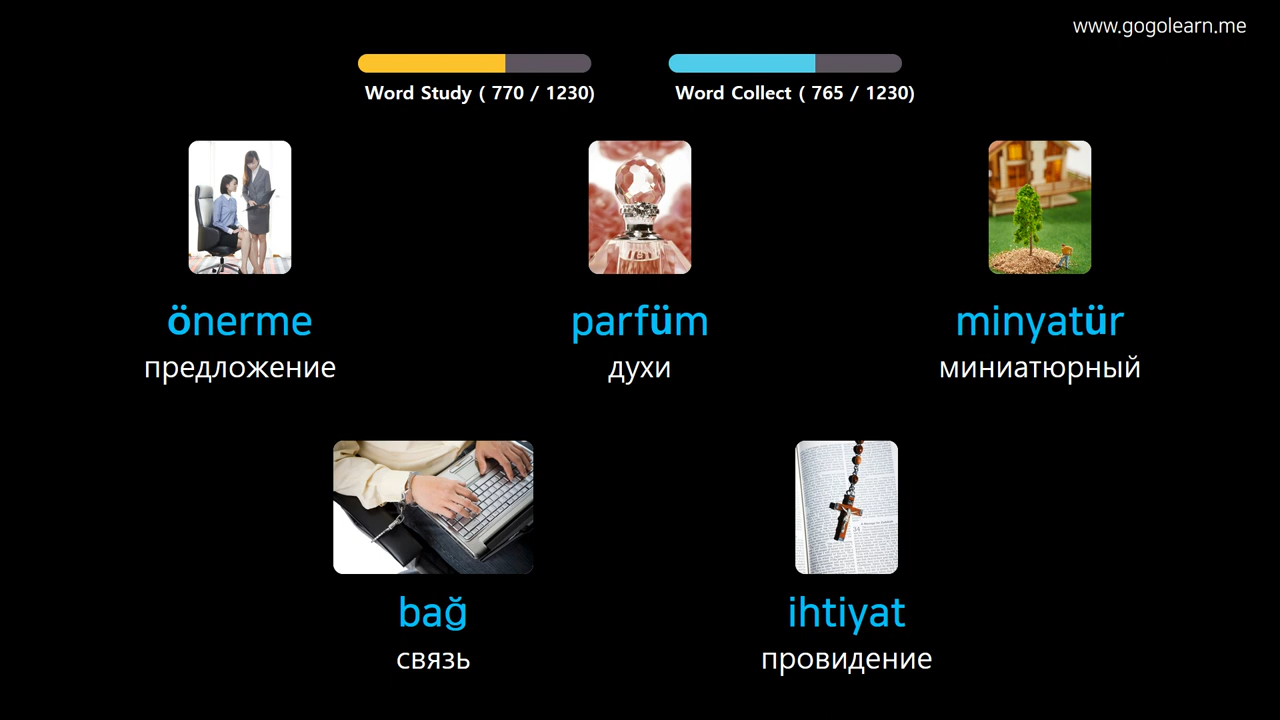 www.gogolearn.me
Word Study ( 770 / 1230)
Word Collect ( 765 / 1230)
önerme
parfüm
minyatür
предложение
духи
миниатюрный
bağ
ihtiyat
связь
провидение